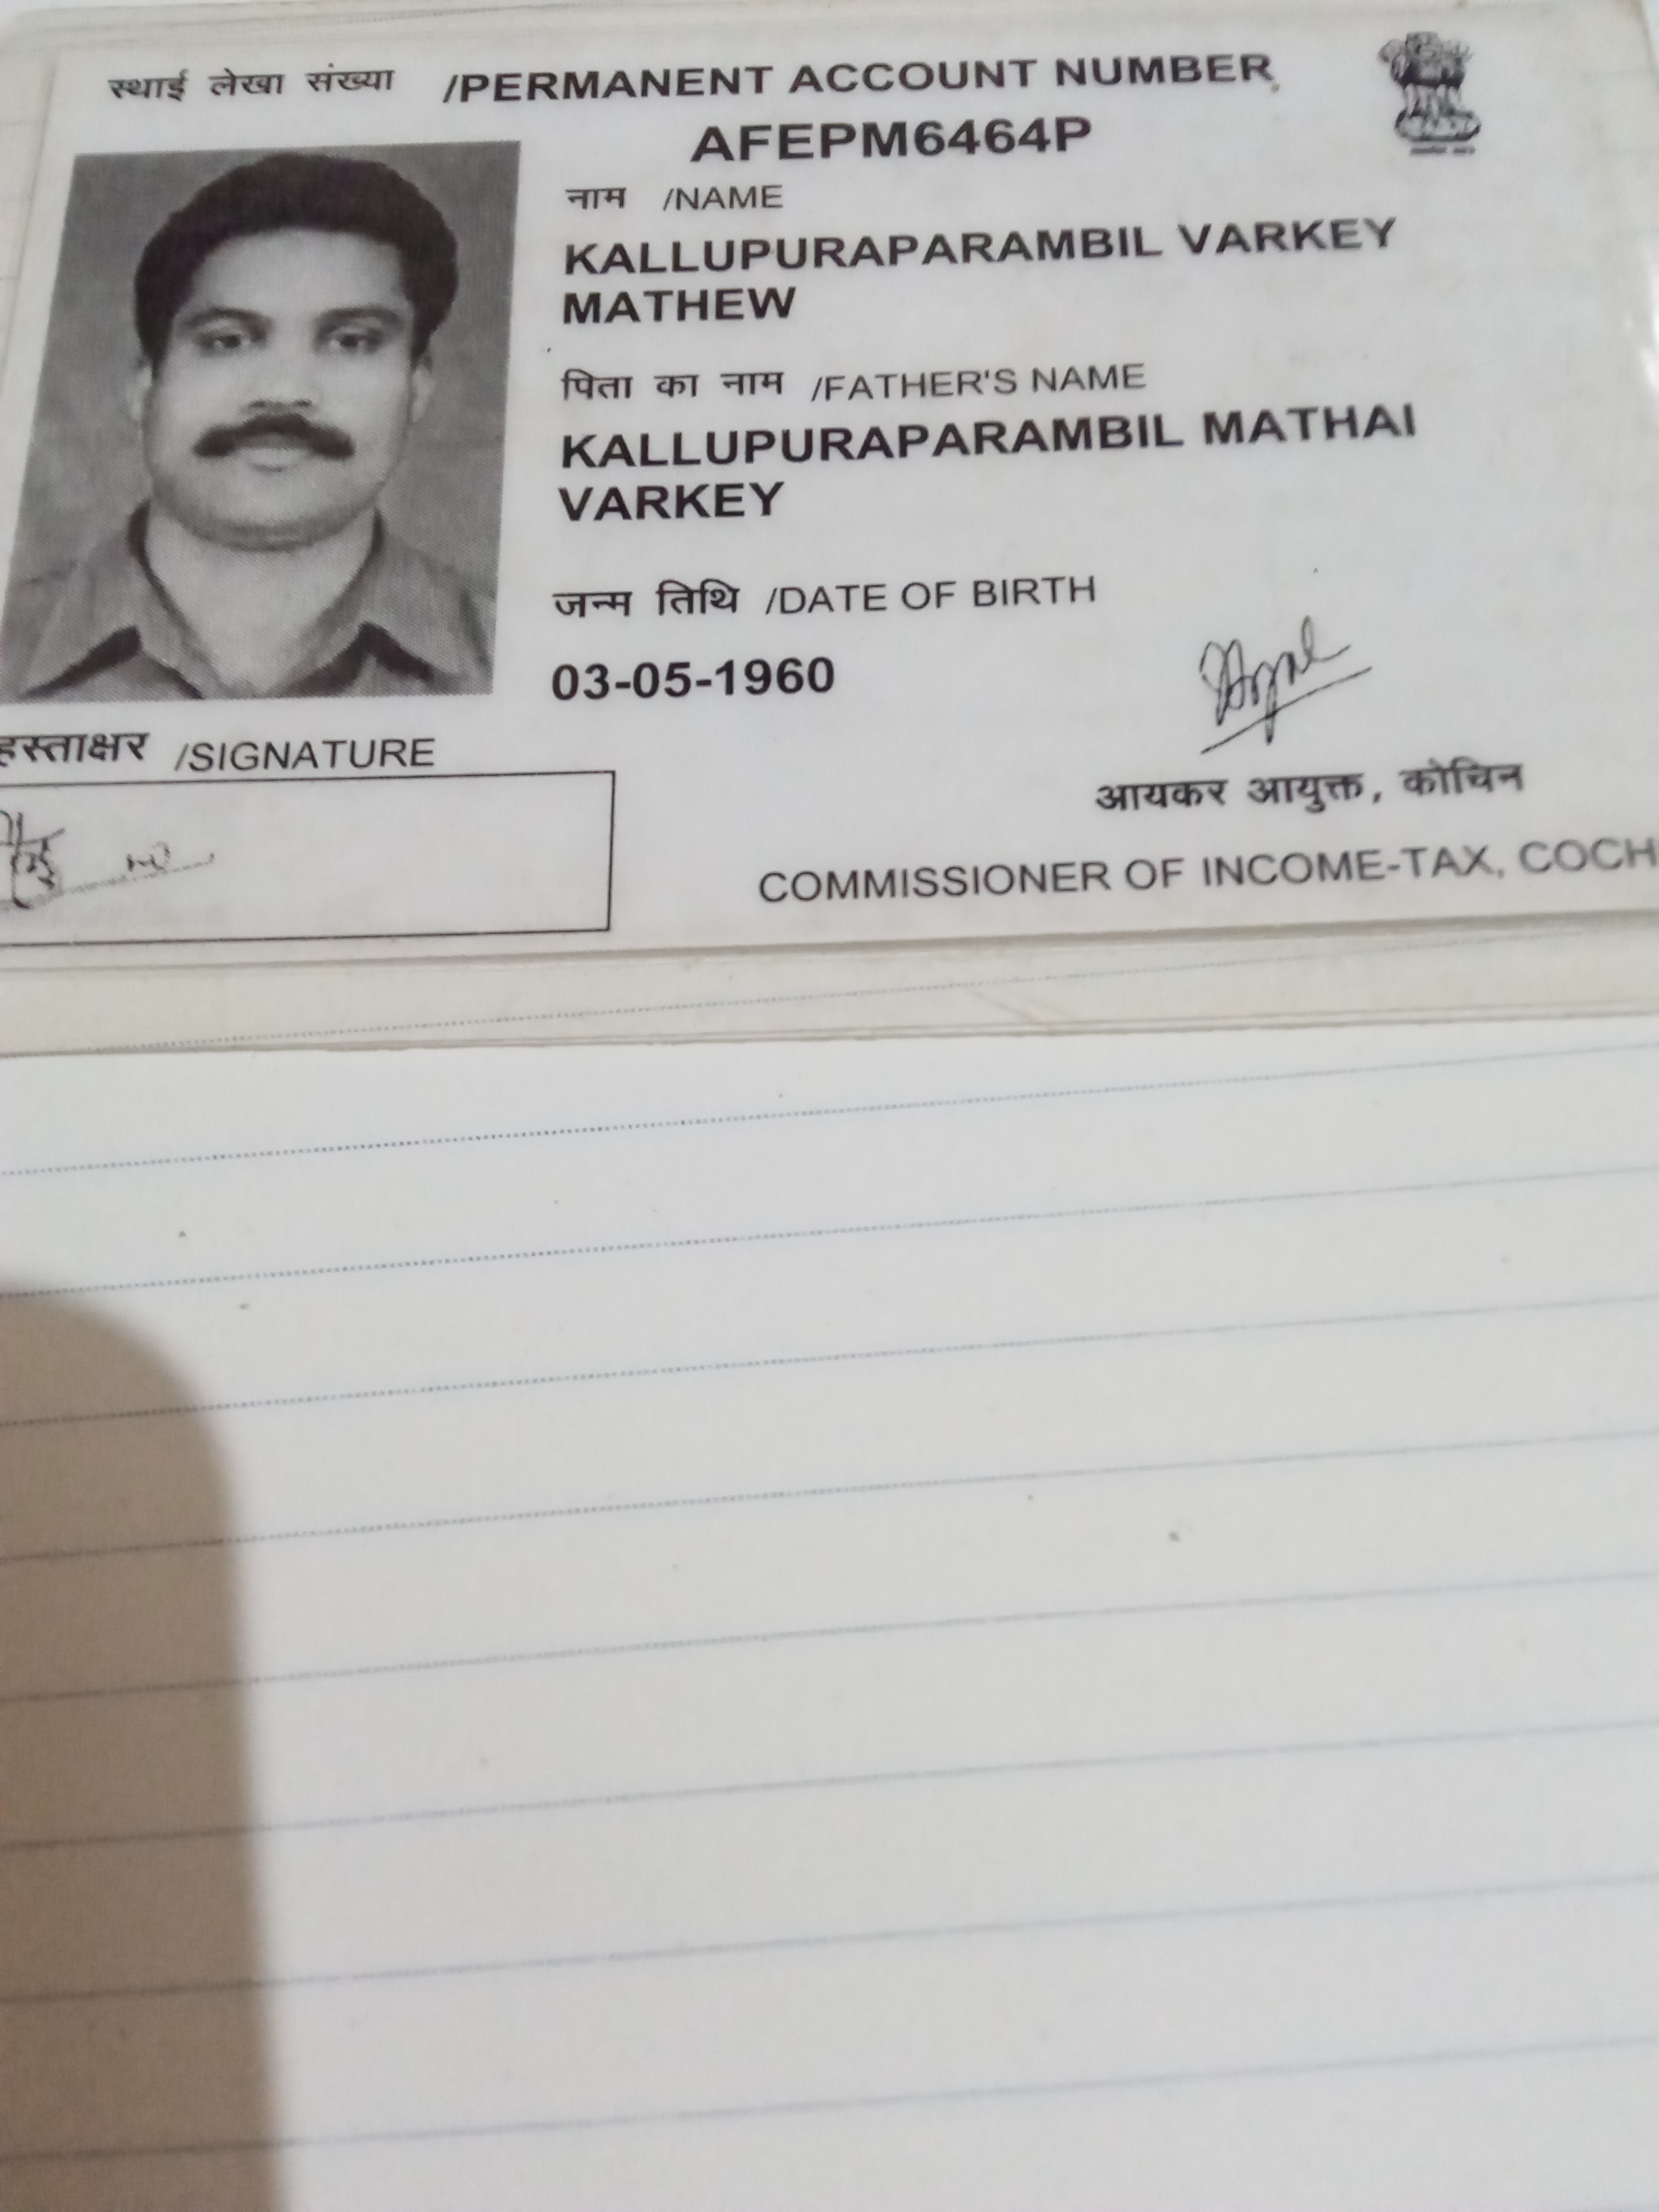 स्थाई लेखा संख्या /PERMANENT ACCOUNT NUMBER
AFEPM6464P
नाम /NAME
KALLUPURAPARAMBIL VARKEY
MATHEW
पिता का नाम /FATHER'S NAME
KALLUPURAPARAMBIL MATHAI
VARKEY
जन्म तिथि /DATE OF BIRTH
03-05-1960
हस्ताक्षर /SIGNATURE
आयकर आयुक्त, कोचिन
COMMISSIONER OF INCOME-TAX, COCH